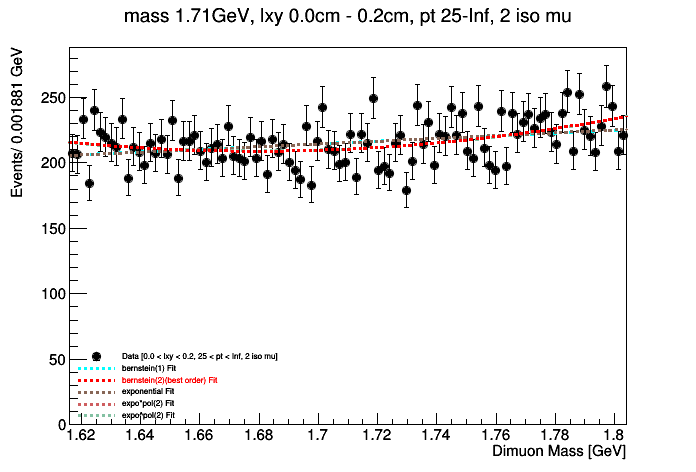 mass 1.71GeV, lxy 0.0cm - 0.2cm, pt 25-Inf, 2 iso mu
Events/ 0.001881 GeV
250
200
150
100
50
0
Data [0.0 < lxy < 0.2, 25 < pt < Inf, 2 iso mu]
bernstein(1) Fit
bernstein(2)(best order) Fit
exponential Fit
expo*pol(2) Fit
expo*pol(2) Fit
1.62 1.64 1.66 1.68 1.7 1.72 1.74 1.76 1.78 1.8
Dimuon Mass [GeV]